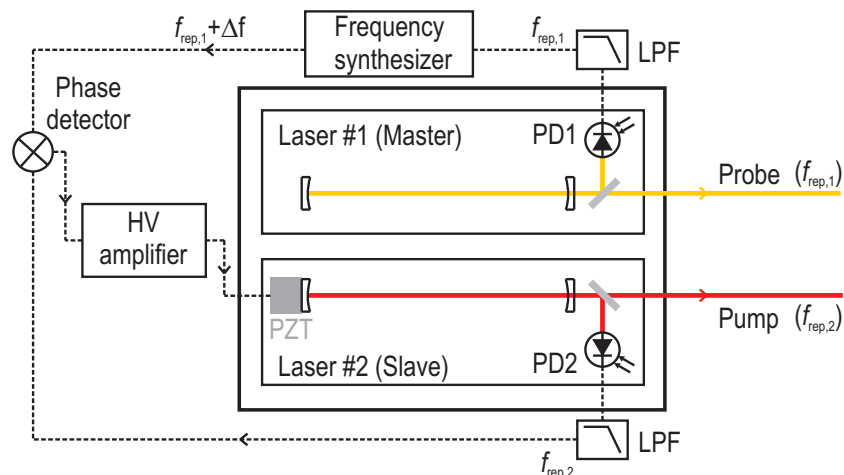 f_rep,1+Δf
Frequency
synthesizer
f_rep,1
LPF
Phase
detector
Laser #1 (Master)
PD1
Probe (f_rep,1)
HV
amplifier
PZT
Pump (f_rep,2)
Laser #2 (Slave)
PD2
LPF
f_rep,2